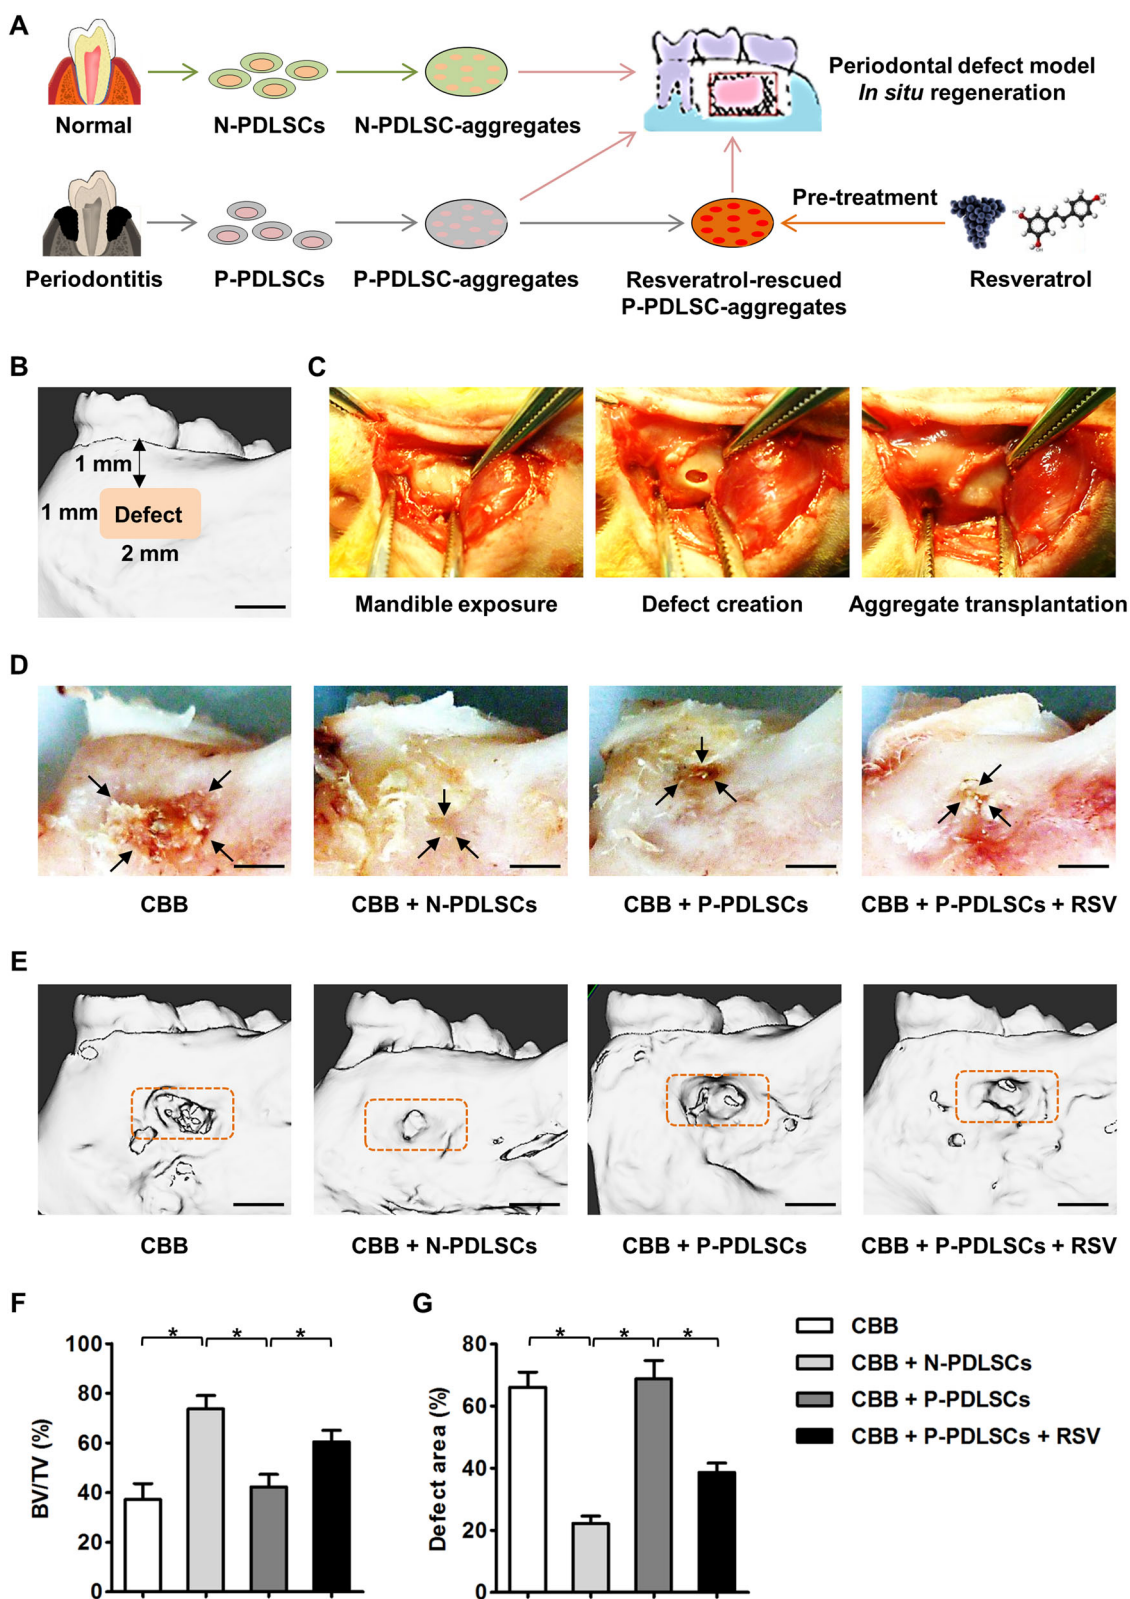 A
Normal
N-PDLSCs
N-PDLSC-aggregates
Periodontal defect model
In situ regeneration
Periodontitis
P-PDLSCs
P-PDLSC-aggregates
Resveratrol-rescued
P-PDLSC-aggregates
Pre-treatment
Resveratrol
B
1 mm
1 mm
Defect
2 mm
C
Mandible exposure
Defect creation
Aggregate transplantation
D
CBB
CBB + N-PDLSCs
CBB + P-PDLSCs
CBB + P-PDLSCs + RSV
E
CBB
CBB + N-PDLSCs
CBB + P-PDLSCs
CBB + P-PDLSCs + RSV
F
BV/TV (%)
100
80
60
40
20
0
* * *
G
Defect area (%)
80
60
40
20
0
* * *
CBB
CBB + N-PDLSCs
CBB + P-PDLSCs
CBB + P-PDLSCs + RSV